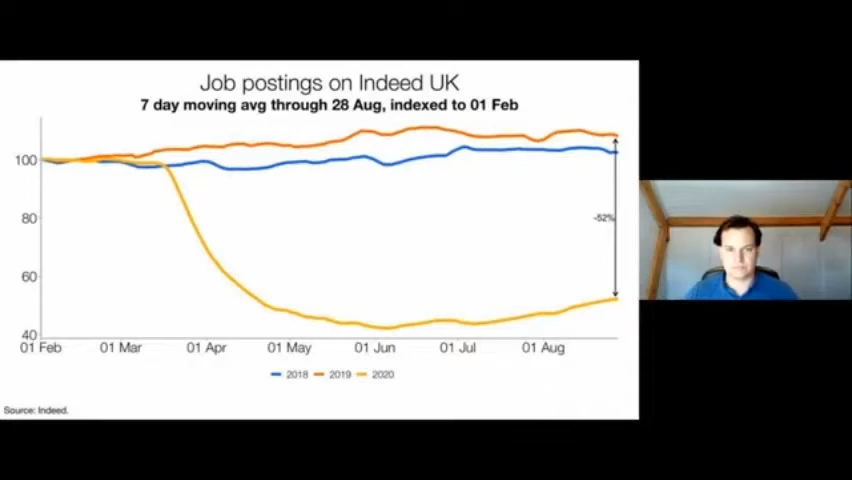 Job postings on Indeed UK
7 day moving avg through 28 Aug, indexed to 01 Feb
100
80
-52%
60
40
01 Feb 01 Mar 01 Apr 01 May 01 Jun 01 Jul 01 Aug
2018 2019 2020
Source: Indeed.